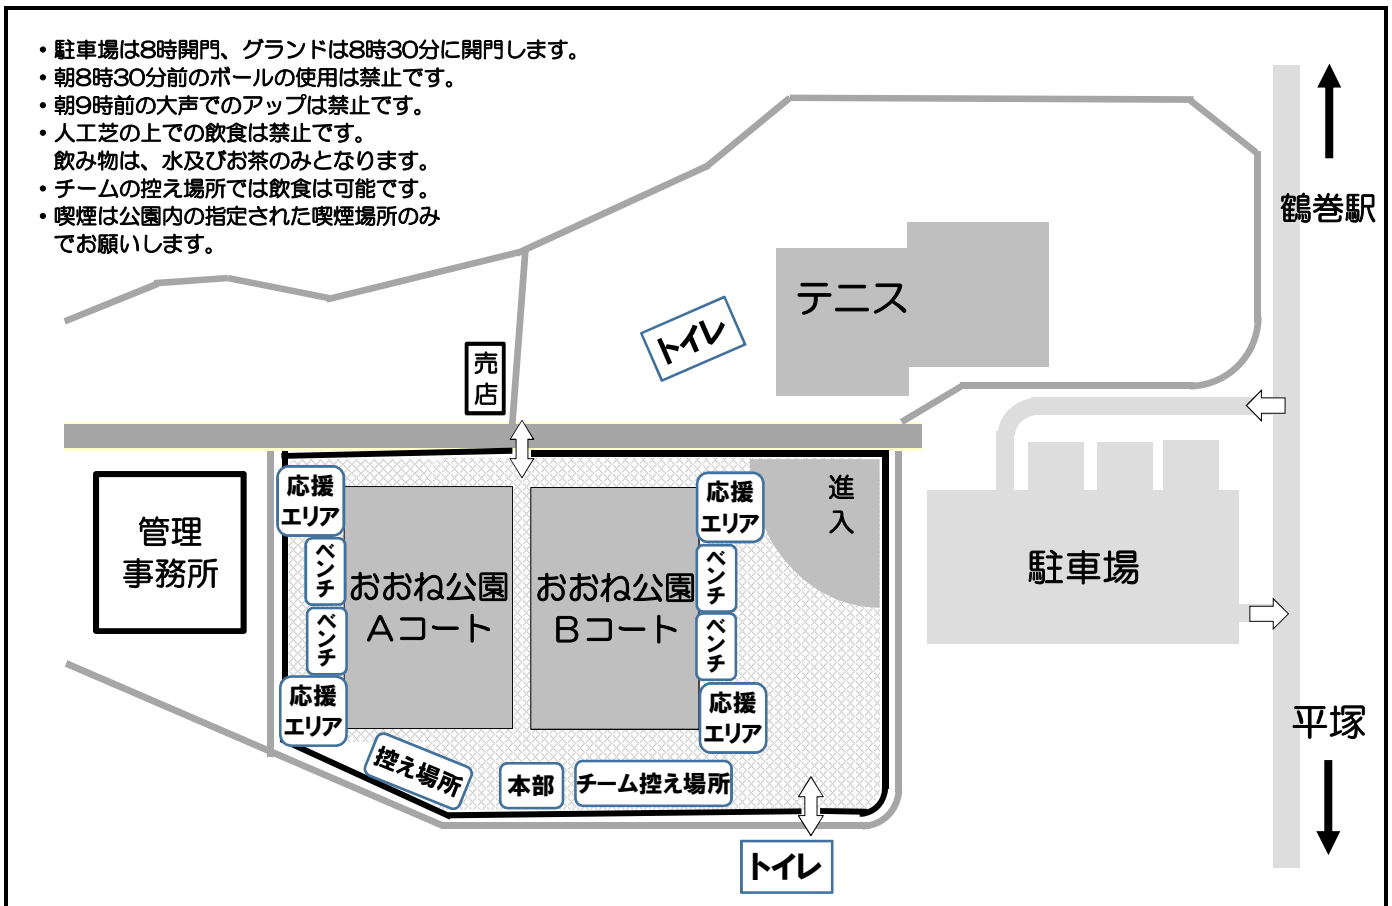 ・駐車場は8時開門、グランドは8時30分に開門します。
・朝8時30分前のボールの使用は禁止です。
・朝9時前の大声でのアップは禁止です。
・人工芝の上での飲食は禁止です。
飲み物は、水及びお茶のみとなります。
・チームの控え場所では飲食は可能です。
・喫煙は公園内の指定された喫煙場所のみ
でお願いします。
鶴巻駅
テニス
トイレ
売
店
応援
エリア
応援
エリア
進
入
管理
事務所
ベンチ
ベンチ
おおね公園
Aコート
おおね公園
Bコート
駐車場
ベンチ
ベンチ
応援
エリア
応援
エリア
平塚
控え場所
本部
チーム控え場所
トイレ